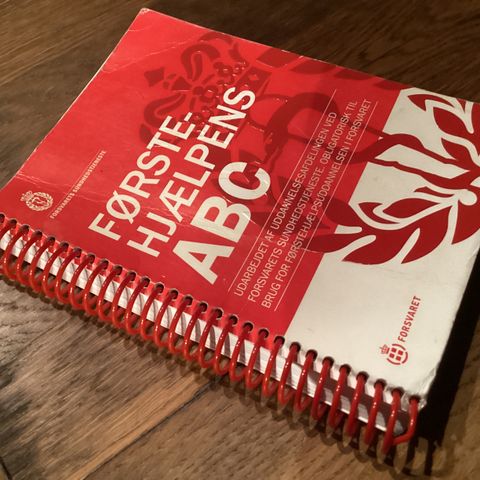 FORSVARETS SUNDHEDSTJENESTE
FØRSTE-
HJÆLPENS
ABC
UDARBEJDET AF UDDANNELSESAFDELINGEN VED
FORSVARETS SUNDHEDSTJENESTE. OBLIGATORISK TIL
BRUG FOR FØRSTEHJÆLPSUDDANNELSEN I FORSVARET
FORSVARET